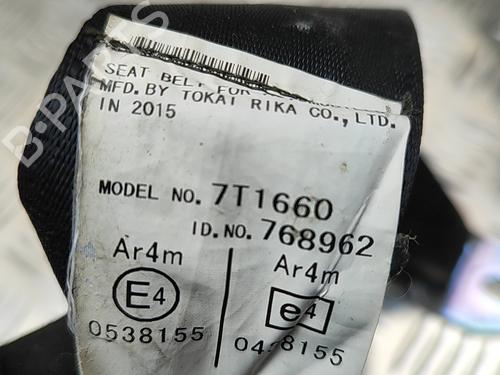 B-PARTS
SEAT BELT FOR
MFD. BY TOKAI RIKA CO., LTD.
IN 2015
MODEL NO. 7T1660
I D. NO. 768962
Ar4m
Ar4m
E4
e4
0538155